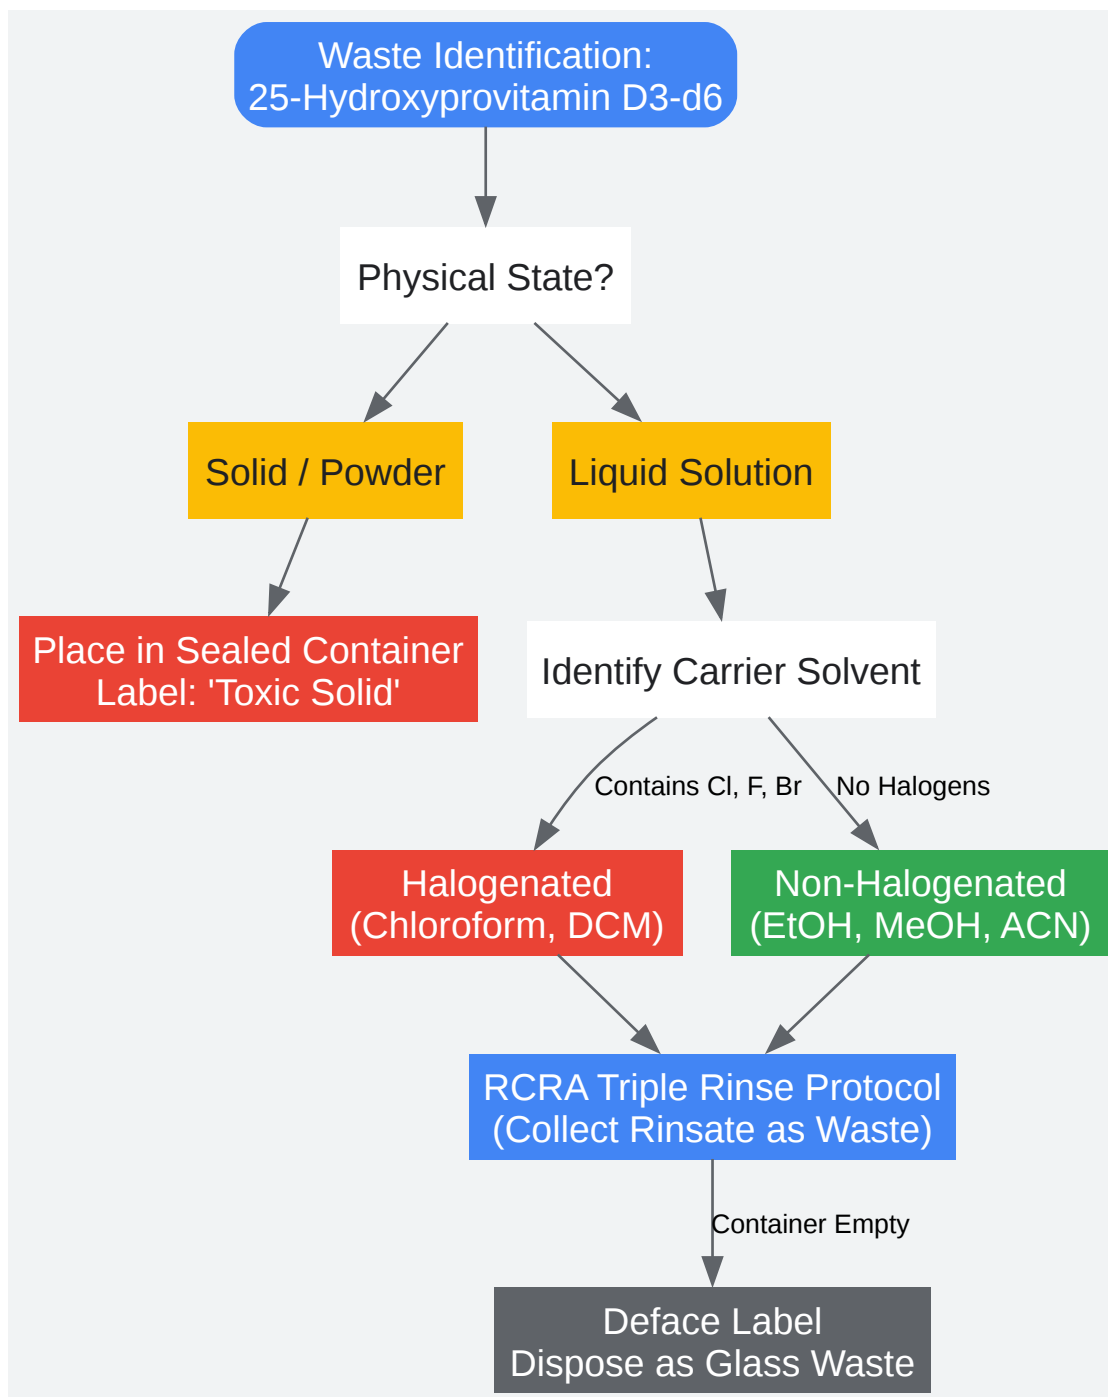 Waste Identification:
25-Hydroxyprovitamin D3-d6
Physical State?
Solid / Powder
Liquid Solution
Place in Sealed Container
Label: 'Toxic Solid'
Identify Carrier Solvent
Contains Cl, F, Br
No Halogens
Halogenated
(Chloroform, DCM)
Non-Halogenated
(EtOH, MeOH, ACN)
RCRA Triple Rinse Protocol
(Collect Rinsate as Waste)
Container Empty
Deface Label
Dispose as Glass Waste